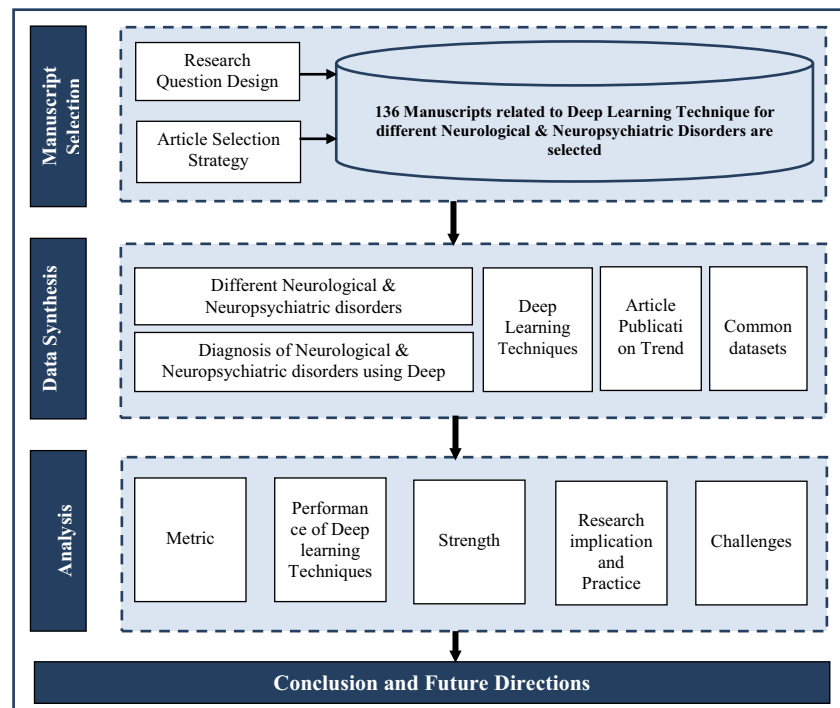 Manuscript
Selection
Research
Question Design
Article Selection
Strategy
136 Manuscripts related to Deep Learning Technique for
different Neurological & Neuropsychiatric Disorders are
selected
Data Synthesis
Different Neurological &
Neuropsychiatric disorders
Diagnosis of Neurological &
Neuropsychiatric disorders using Deep
Deep
Learning
Techniques
Article
Publicati
on Trend
Common
datasets
Analysis
Metric
Performan
ce of Deep
learning
Techniques
Strength
Research
implication
and
Practice
Challenges
Conclusion and Future Directions